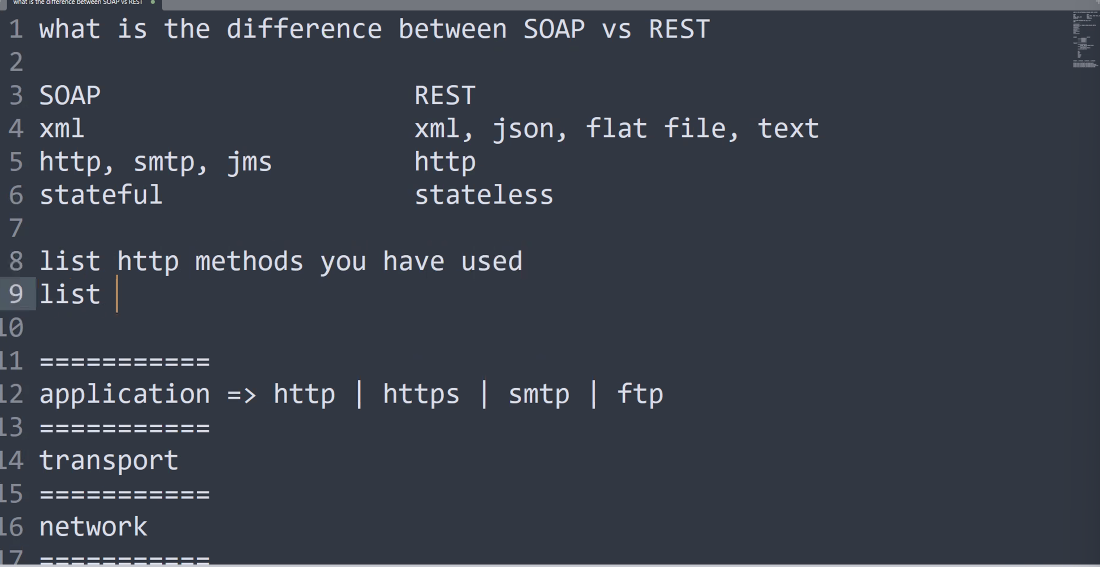 what is the difference between SOAP vs REST
1 what is the difference between SOAP vs REST
2
3 SOAP REST
4 xml xml, json, flat file, text
5 http, smtp, jms http
6 stateful stateless
7
8 list http methods you have used
9 list
10
11 ===========
12 application => http | https | smtp | ftp
13 ===========
14 transport
15 ===========
16 network
17 ===========